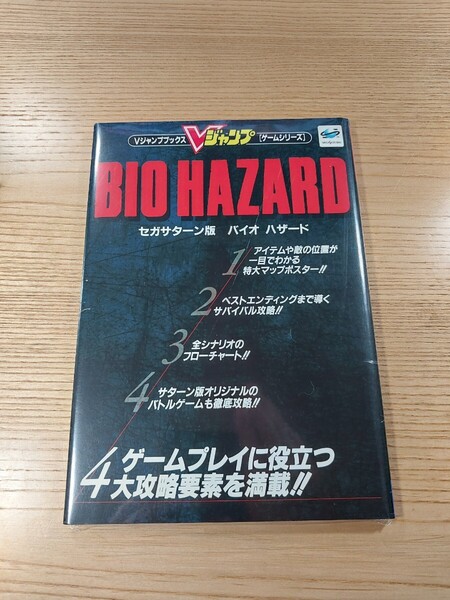 Vジャンプブックス Vジャンプ [ゲームシリーズ]
BIO HAZARD
セガサターン版 バイオ ハザード
1 アイテムや敵の位置が
一目でわかる
特大マップポスター!!
2 ベストエンディングまで導く
サバイバル攻略!!
3 全シナリオの
フローチャート!!
4 サターン版オリジナルの
バトルゲームも徹底攻略!!
ゲームプレイに役立つ
4大攻略要素を満載!!